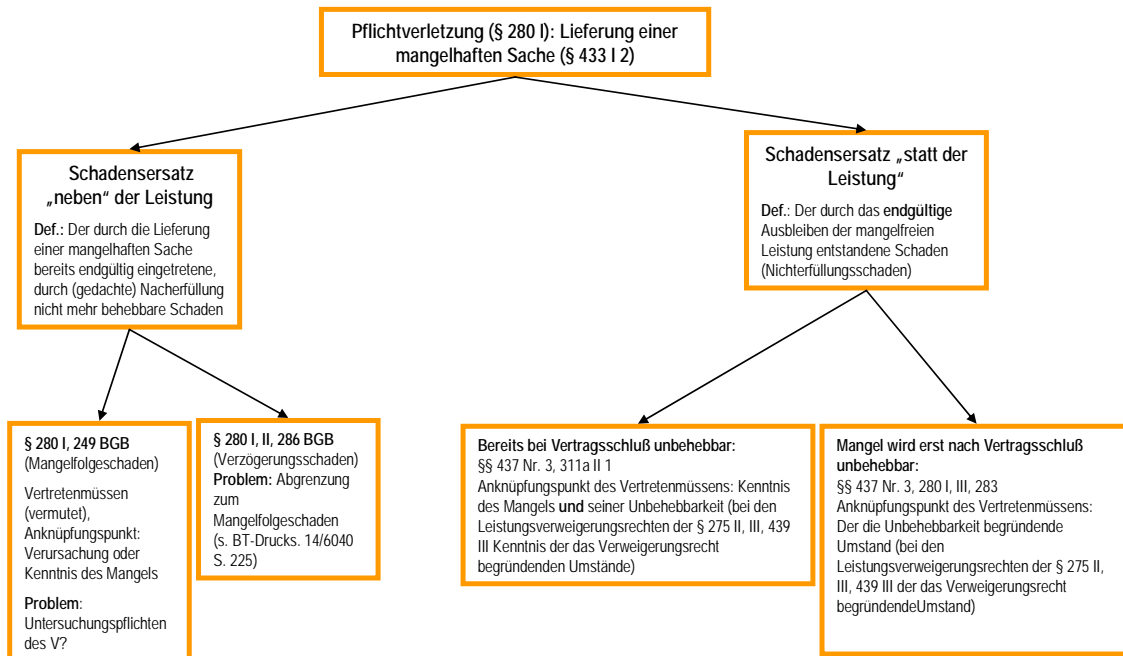 Pflichtverletzung (§ 280 I): Lieferung einer
mangelhaften Sache (§ 433 I 2)
Schadensersatz
„neben“ der Leistung
Def.: Der durch die Lieferung
einer mangelhaften Sache
bereits endgültig eingetretene,
durch (gedachte) Nacherfüllung
nicht mehr behebbare Schaden
Schadensersatz „statt der
Leistung“
Def.: Der durch das endgültige
Ausbleiben der mangelfreien
Leistung entstandene Schaden
(Nichterfüllungsschaden)
§ 280 I, 249 BGB
(Mangelfolgeschaden)
Vertretenmüssen
(vermutet),
Anknüpfungspunkt:
Verursachung oder
Kenntnis des Mangels
Problem:
Untersuchungspflichten
des V?
§ 280 I, II, 286 BGB
(Verzögerungsschaden)
Problem: Abgrenzung
zum
Mangelfolgeschaden
(s. BT-Drucks. 14/6040
S. 225)
Bereits bei Vertragsschluß unbehebbar:
§§ 437 Nr. 3, 311a II 1
Anknüpfungspunkt des Vertretenmüssens: Kenntnis
des Mangels und seiner Unbehebbarkeit (bei den
Leistungsverweigerungsrechten der § 275 II, III, 439
III Kenntnis der das Verweigerungsrecht
begründenden Umstände)
Mangel wird erst nach Vertragsschluß
unbehebbar:
§§ 437 Nr. 3, 280 I, III, 283
Anknüpfungspunkt des Vertretenmüssens:
Der die Unbehebbarkeit begründende
Umstand (bei den
Leistungsverweigerungsrechten der § 275 II,
III, 439 III der das Verweigerungsrecht
begründendeUmstand)